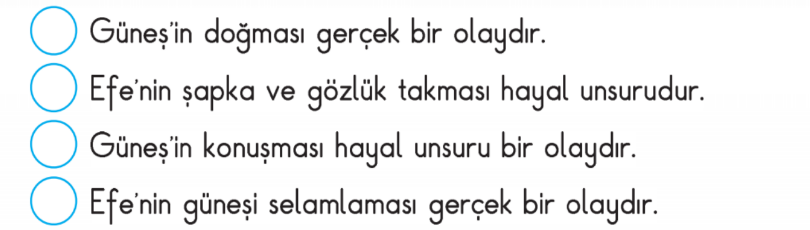 Güneş'in doğması gerçek bir olaydır.
Efe'nin şapka ve gözlük takması hayal unsurudur.
Güneş'in konuşması hayal unsuru bir olaydır.
Efe'nin güneşi selamlaması gerçek bir olaydır.